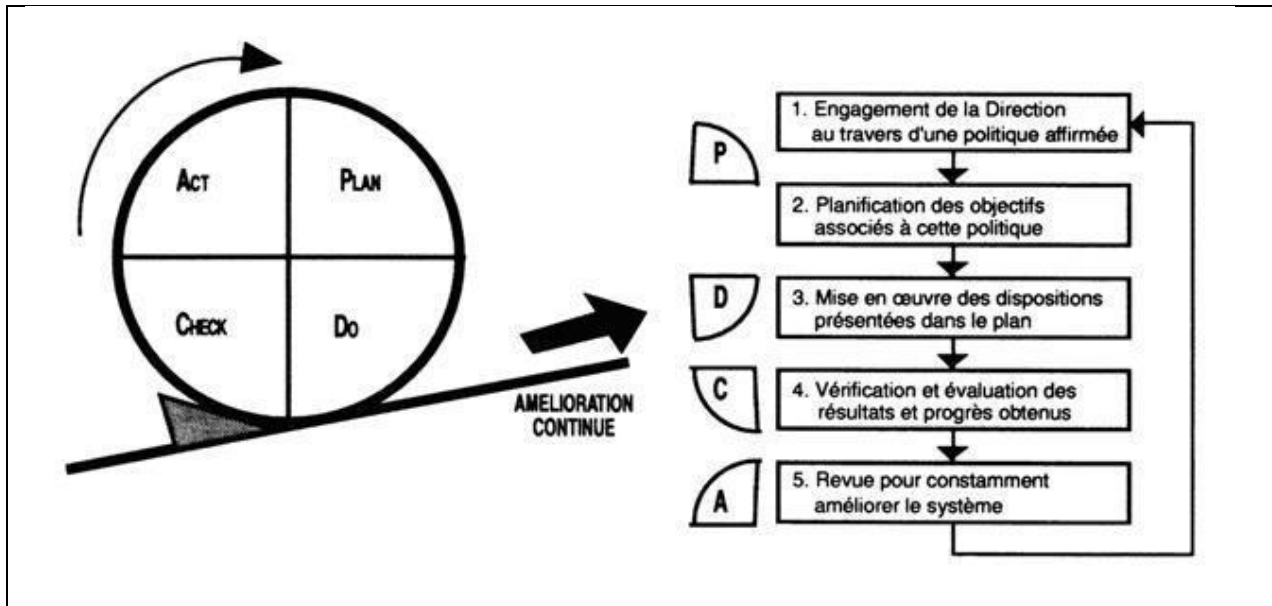 ACT
PLAN
CHECK
DO
AMELIORATION
CONTINUE
P
1. Engagement de la Direction
au travers d'une politique affirmée
2. Planification des objectifs
associés à cette politique
D
3. Mise en œuvre des dispositions
présentées dans le plan
C
4. Vérification et évaluation des
résultats et progrès obtenus
A
5. Revue pour constamment
améliorer le système